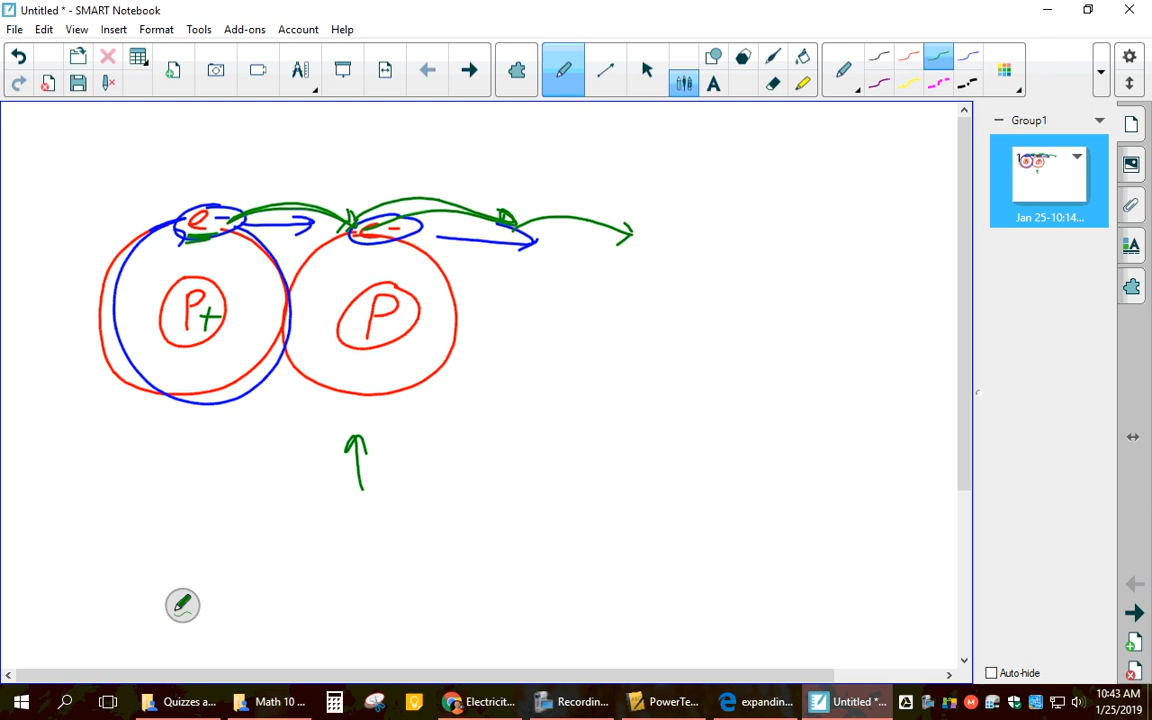 Untitled * - SMART Notebook
File Edit View Insert Format Tools Add-ons Account Help
Group1
1
Jan 25-10:14...
e- e-
P+ P
Auto-hide
Quizzes a... Math 10 ... Electricit... Recordin... PowerTe... expandin... Untitled *...
10:43 AM
1/25/2019